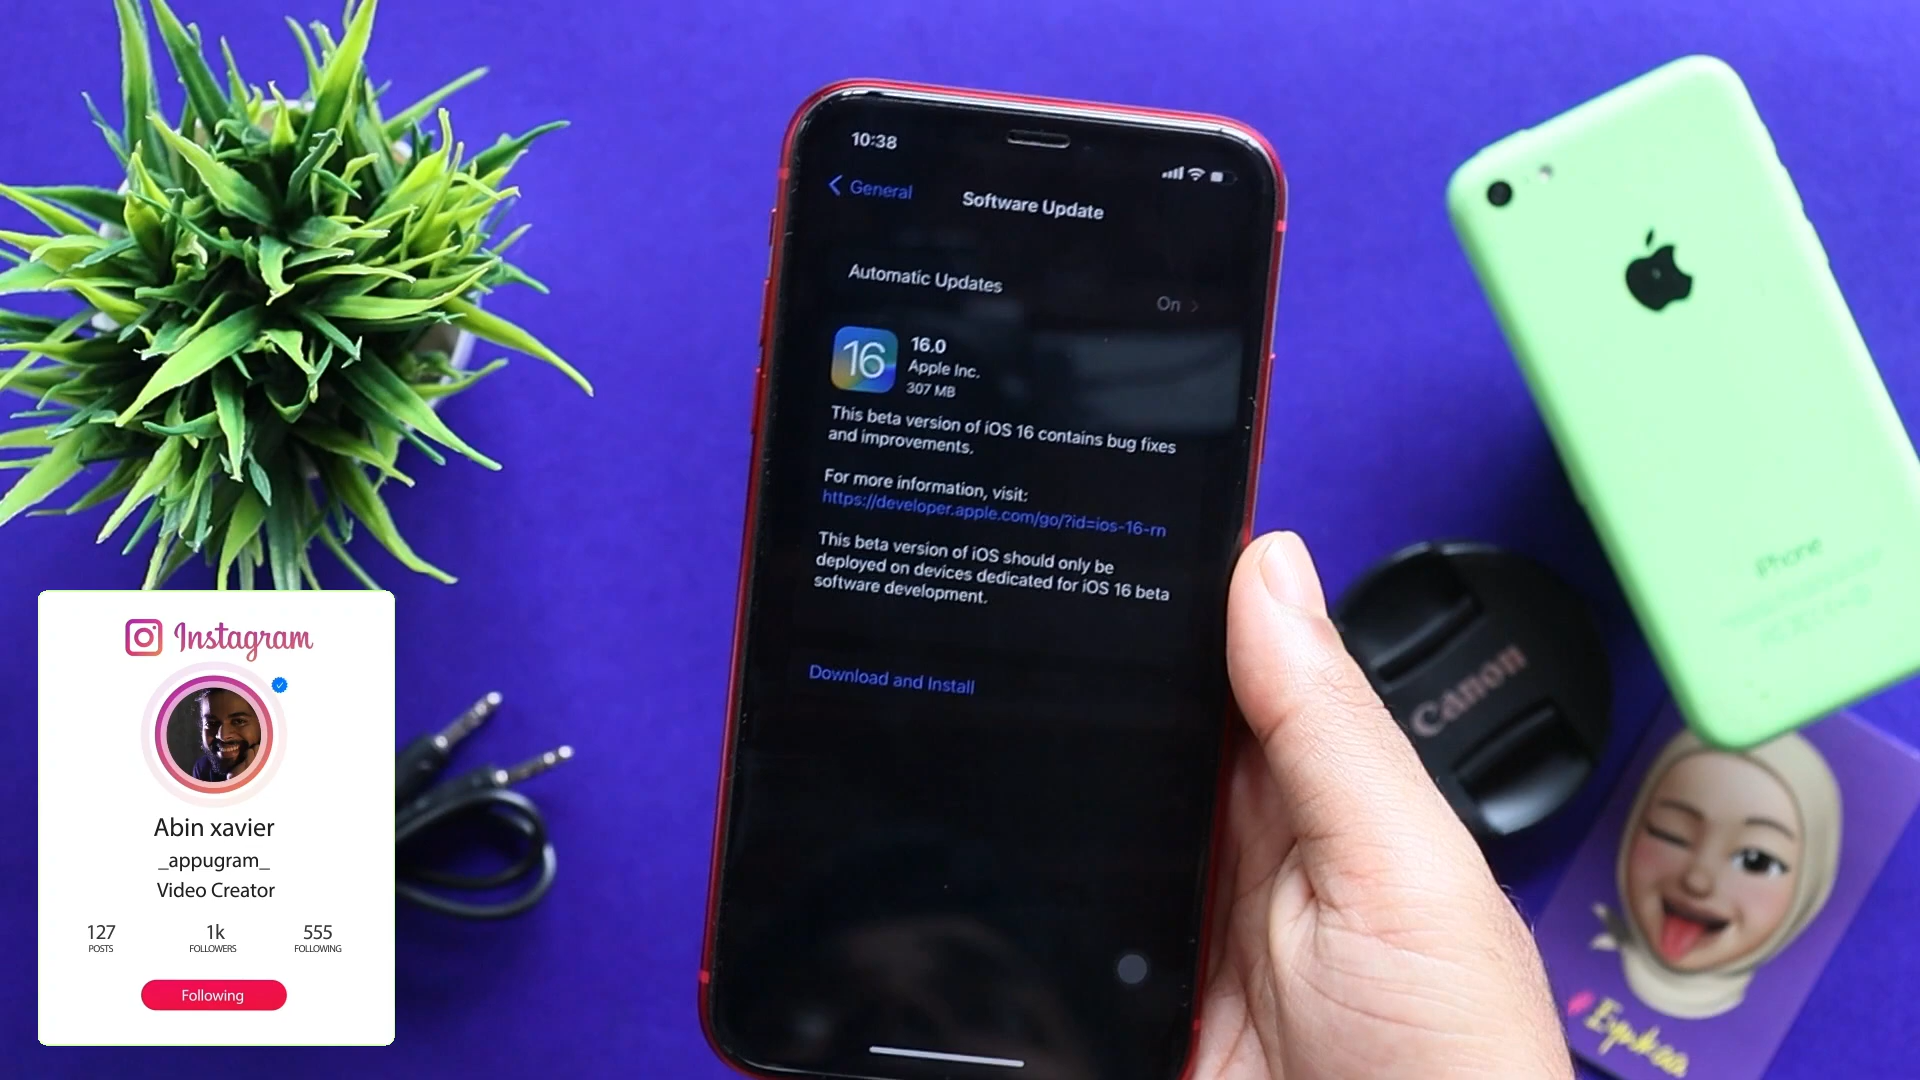 10:38
General
Software Update
Automatic Updates
On
16
16.0
Apple Inc.
307 MB
This beta version of iOS 16 contains bug fixes
and improvements.
For more information, visit:
https://developer.apple.com/go/?id=ios-16-rn
This beta version of iOS should only be
deployed on devices dedicated for iOS 16 beta
software development.
Download and Install
iPhone
Canon
Instagram
Abin xavier
_appugram_
Video Creator
127
POSTS
1k
FOLLOWERS
555
FOLLOWING
Following